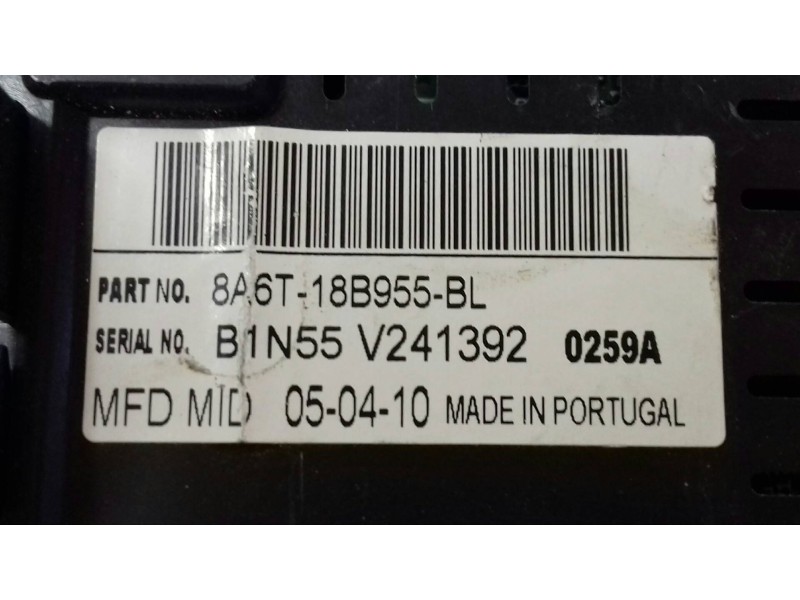 PART NO. 8A6T-18B955-BL
SERIAL NO. B1N55 V241392 0259A
MFD MID 05-04-10 MADE IN PORTUGAL